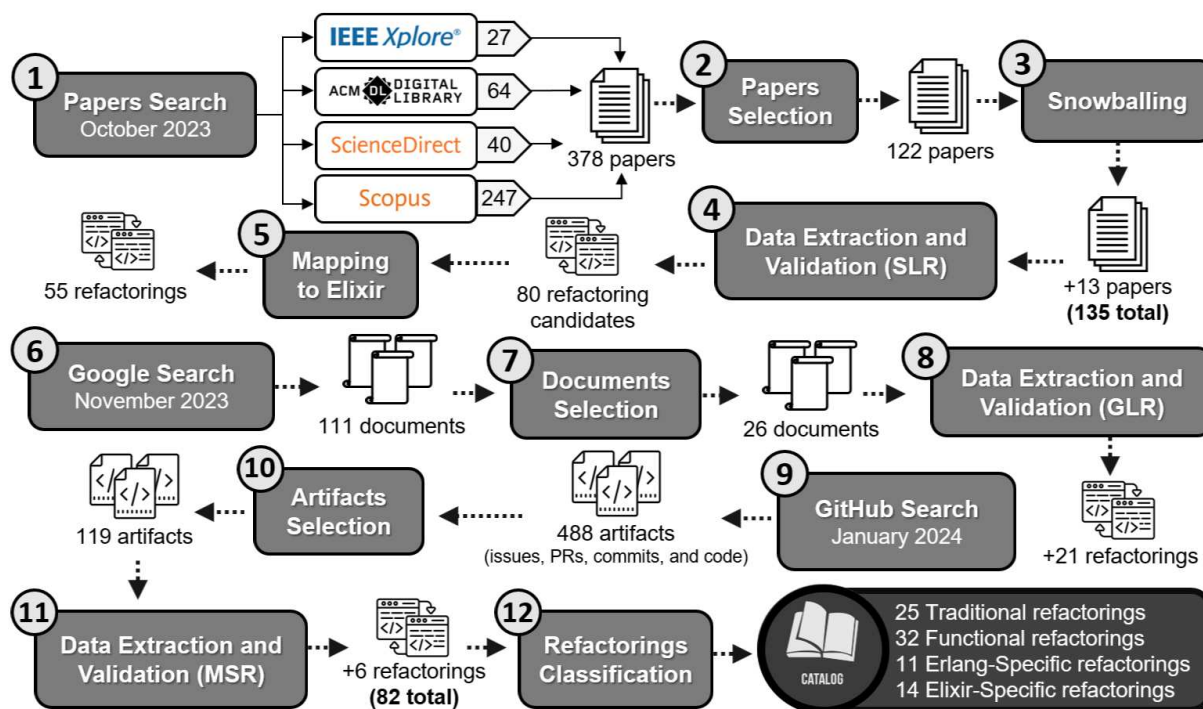 1
Papers Search
October 2023
IEEE Xplore®
27
ACM DL DIGITAL
LIBRARY
64
ScienceDirect
40
Scopus
247
378 papers
2
Papers
Selection
122 papers
3
Snowballing
+13 papers
(135 total)
4
Data Extraction and
Validation (SLR)
80 refactoring
candidates
5
Mapping
to Elixir
55 refactorings
6
Google Search
November 2023
111 documents
7
Documents
Selection
26 documents
8
Data Extraction and
Validation (GLR)
+21 refactorings
9
GitHub Search
January 2024
488 artifacts
(issues, PRs, commits, and code)
10
Artifacts
Selection
119 artifacts
11
Data Extraction and
Validation (MSR)
+6 refactorings
(82 total)
12
Refactorings
Classification
CATALOG
25 Traditional refactorings
32 Functional refactorings
11 Erlang-Specific refactorings
14 Elixir-Specific refactorings